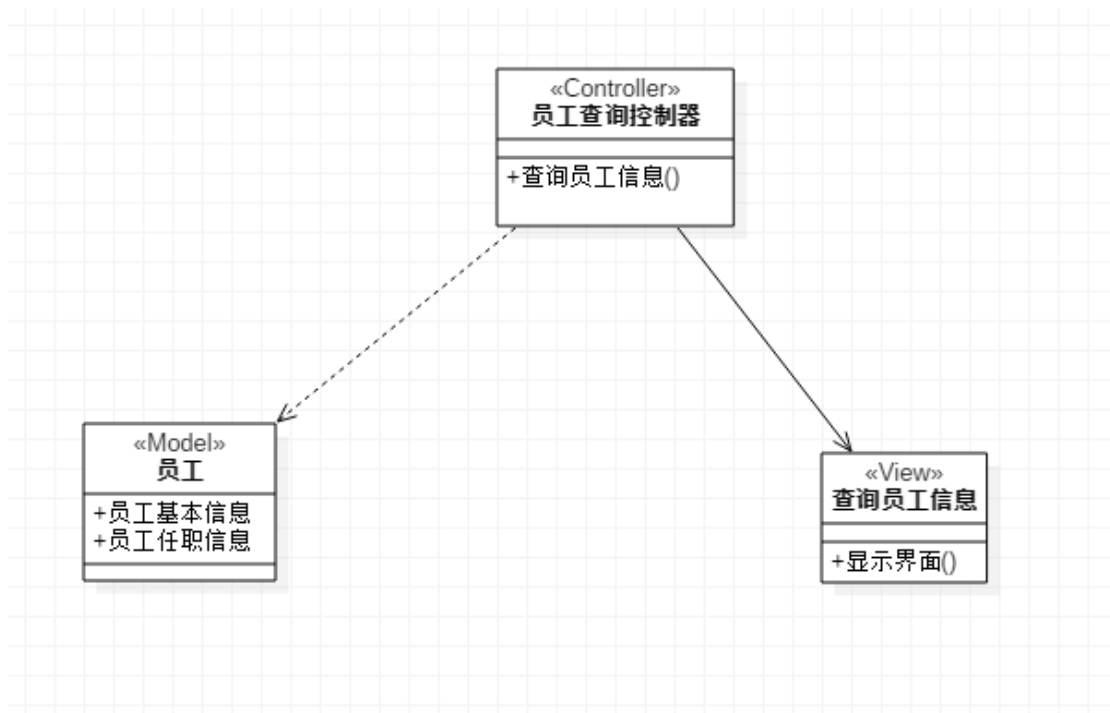 «Controller»
员工查询控制器
+查询员工信息()
«Model»
员工
+员工基本信息
+员工任职信息
«View»
查询员工信息
+显示界面()